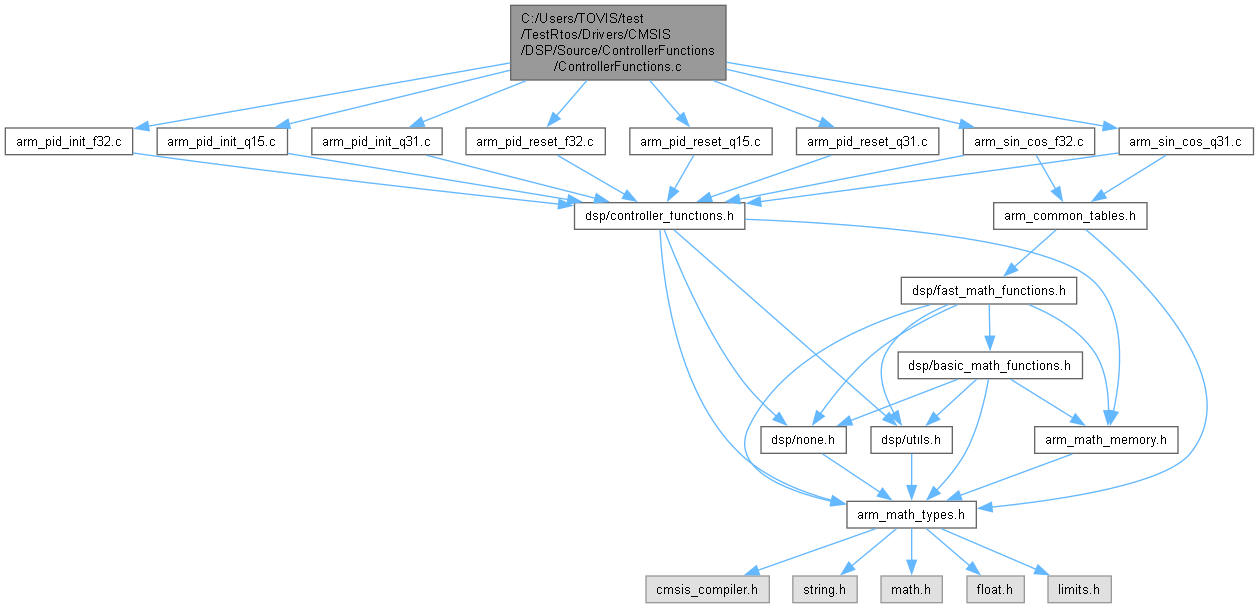 C:/Users/TOVIS/test
/TestRtos/Drivers/CMSIS
/DSP/Source/ControllerFunctions
/ControllerFunctions.c
arm_pid_init_f32.c
arm_pid_init_q15.c
arm_pid_init_q31.c
arm_pid_reset_f32.c
arm_pid_reset_q15.c
arm_pid_reset_q31.c
arm_sin_cos_f32.c
arm_sin_cos_q31.c
dsp/controller_functions.h
arm_common_tables.h
dsp/fast_math_functions.h
dsp/basic_math_functions.h
dsp/none.h
dsp/utils.h
arm_math_memory.h
arm_math_types.h
cmsis_compiler.h
string.h
math.h
float.h
limits.h